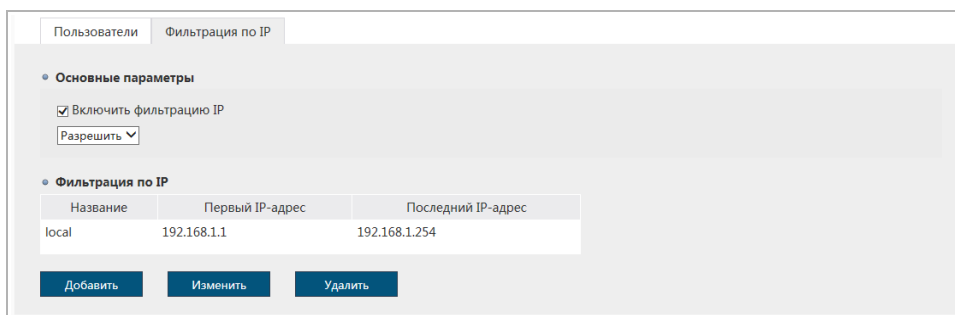 Пользователи Фильтрация по IP
Основные параметры
Включить фильтрацию IP
Разрешить
Фильтрация по IP
Название Первый IP-адрес Последний IP-адрес
local 192.168.1.1 192.168.1.254
Добавить Изменить Удалить